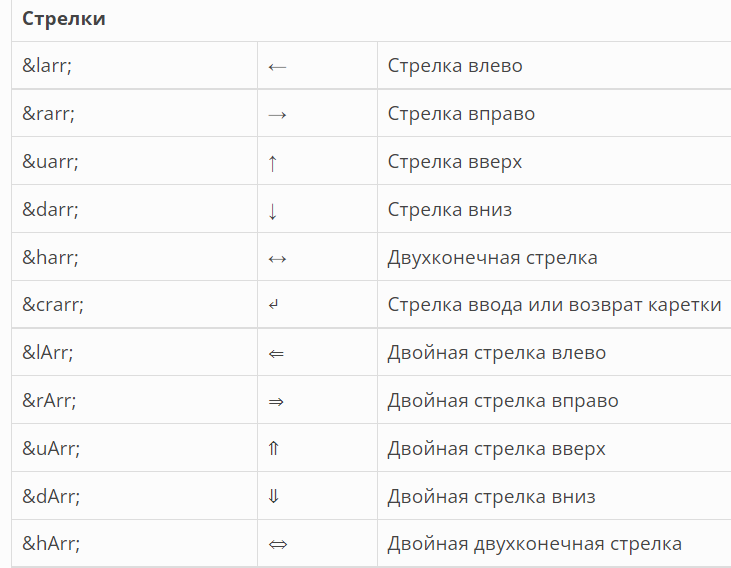 Стрелки
&larr; ← Стрелка влево
&rarr; → Стрелка вправо
&uarr; ↑ Стрелка вверх
&darr; ↓ Стрелка вниз
&harr; ↔ Двухконечная стрелка
&crarr; ↵ Стрелка ввода или возврат каретки
&lArr; ⇐ Двойная стрелка влево
&rArr; ⇒ Двойная стрелка вправо
&uArr; ⇑ Двойная стрелка вверх
&dArr; ⇓ Двойная стрелка вниз
&hArr; ⇔ Двойная двухконечная стрелка